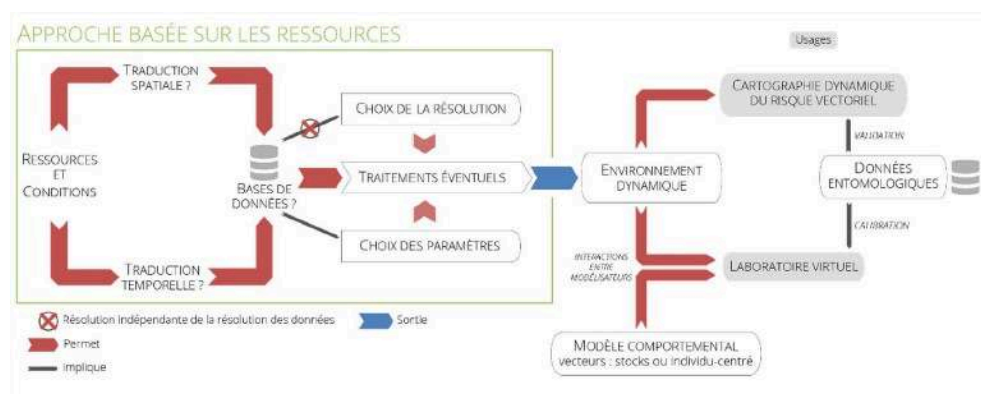 APPROCHE BASÉE SUR LES RESSOURCES
Usages
TRADUCTION
SPATIALE ?
CARTOGRAPHIE DYNAMIQUE
DU RISQUE VECTORIEL
CHOIX DE LA RÉSOLUTION
VALIDATION
RESSOURCES
ET
CONDITIONS
BASES DE
DONNÉES ?
TRAITEMENTS ÉVENTUELS
ENVIRONNEMENT
DYNAMIQUE
DONNÉES
ENTOMOLOGIQUES
CALIBRATION
CHOIX DES PARAMÈTRES
INTERACTIONS
ENTRE
MODÉLISATEURS
LABORATOIRE VIRTUEL
TRADUCTION
TEMPORELLE ?
Résolution indépendante de la résolution des données
Sortie
Permet
Implique
MODÈLE COMPORTEMENTAL
vecteurs : stocks ou individu-centré